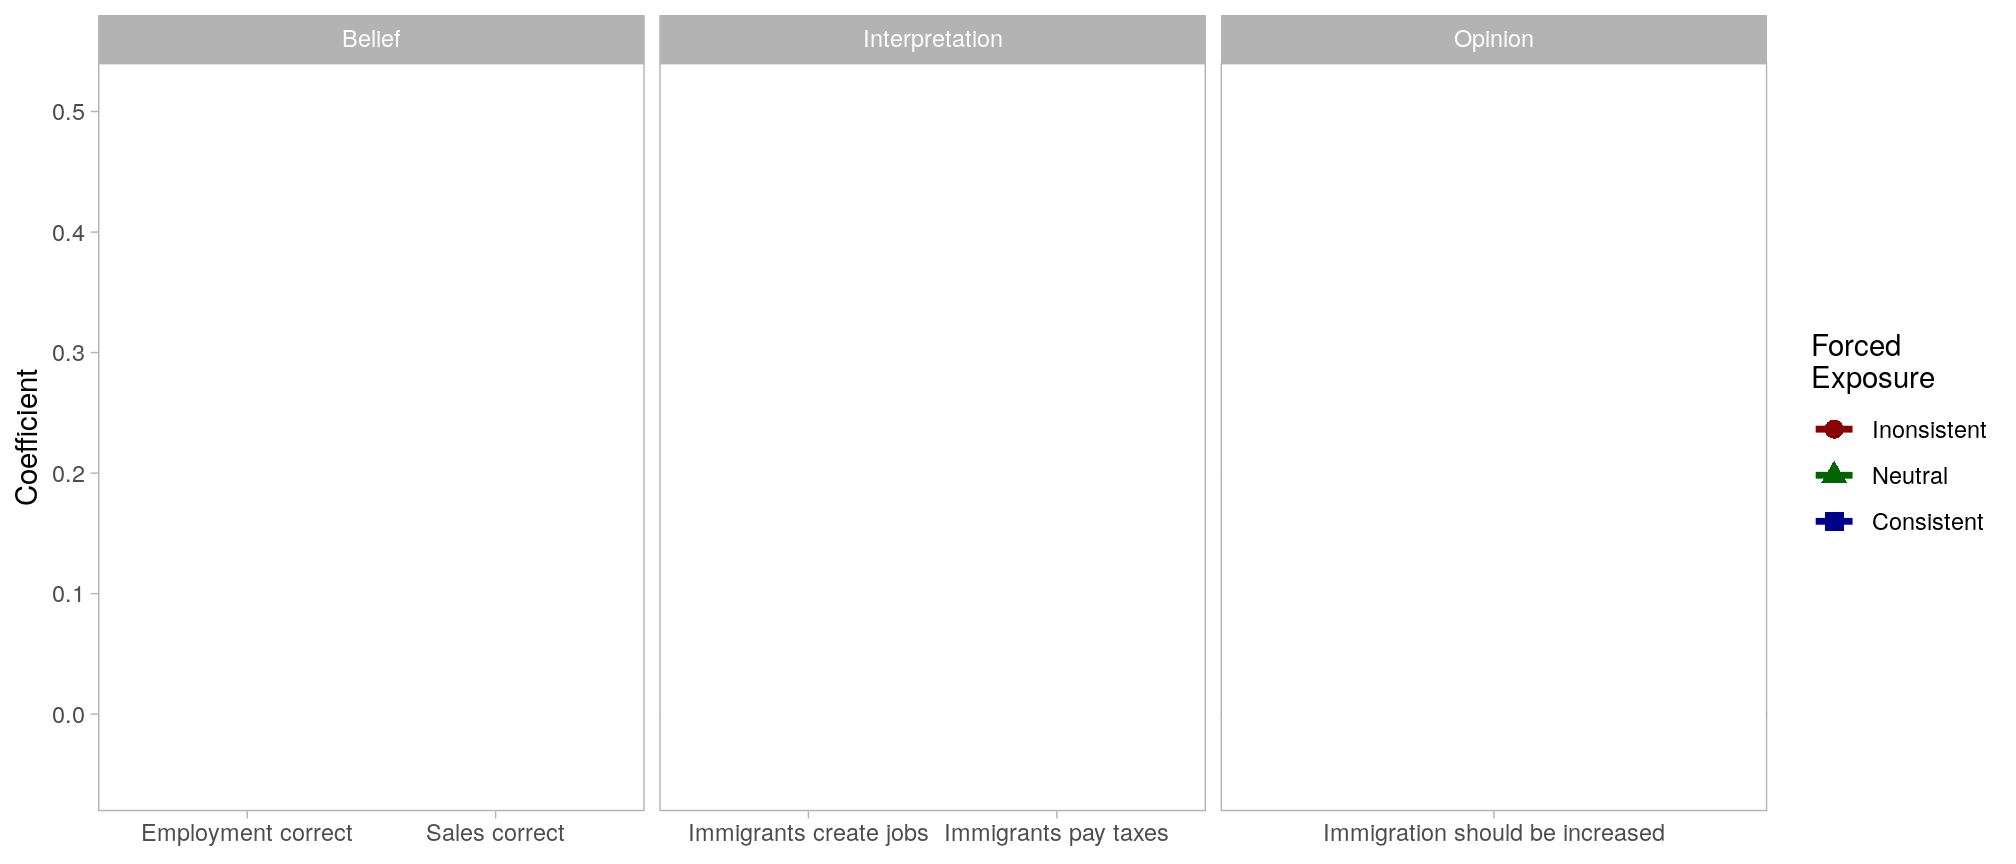 Belief
Interpretation
Opinion
0.5
0.4
0.3
0.2
0.1
0.0
Coefficient
Employment correct
Sales correct
Immigrants create jobs
Immigrants pay taxes
Immigration should be increased
Forced
Exposure
Inonsistent
Neutral
Consistent